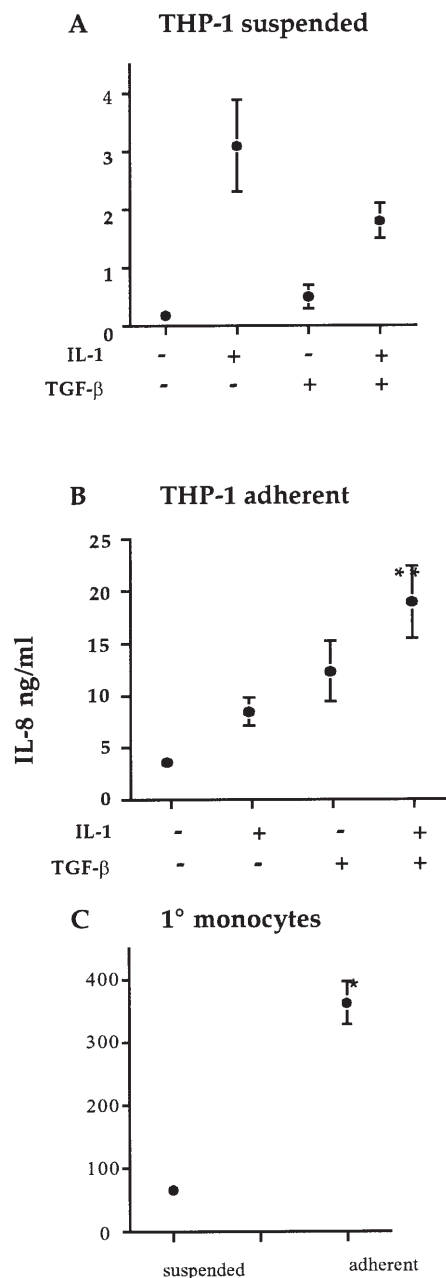 A THP-1 suspended
4
3
2
1
0
IL-1 - + - +
TGF-β - - + +
B THP-1 adherent
25
20
15
10
5
0
**
IL-8 ng/ml
IL-1 - + - +
TGF-β - - + +
C 1° monocytes
400
300
200
100
0
*
suspended adherent